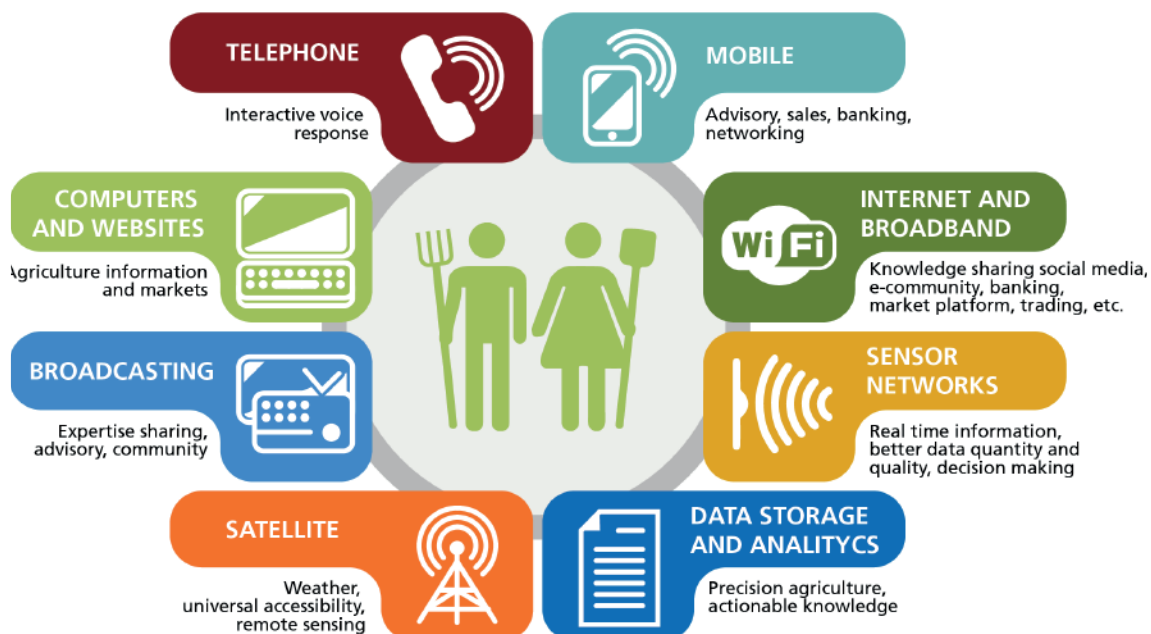 TELEPHONE
Interactive voice
response
MOBILE
Advisory, sales, banking,
networking
COMPUTERS
AND WEBSITES
Agriculture information
and markets
INTERNET AND
BROADBAND
Wi Fi
Knowledge sharing social media,
e-community, banking,
market platform, trading, etc.
BROADCASTING
Expertise sharing,
advisory, community
SENSOR
NETWORKS
Real time information,
better data quantity and
quality, decision making
SATELLITE
Weather,
universal accessibility,
remote sensing
DATA STORAGE
AND ANALITYCS
Precision agriculture,
actionable knowledge